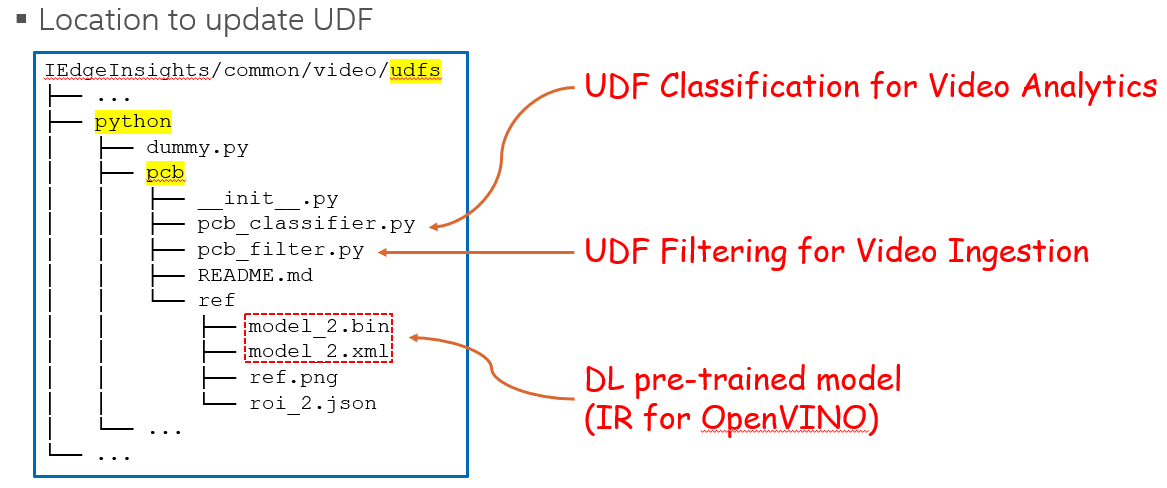 ▪ Location to update UDF
IEdgeInsights/common/video/udfs
├── ...
├── python
│   ├── dummy.py
│   ├── pcb
│   │   ├── __init__.py
│   │   ├── pcb_classifier.py
│   │   ├── pcb_filter.py
│   │   ├── README.md
│   │   └── ref
│   │       ├── model_2.bin
│   │       ├── model_2.xml
│   │       ├── ref.png
│   │       └── roi_2.json
│   └── ...
└── ...
UDF Classification for Video Analytics
UDF Filtering for Video Ingestion
DL pre-trained model
(IR for OpenVINO)